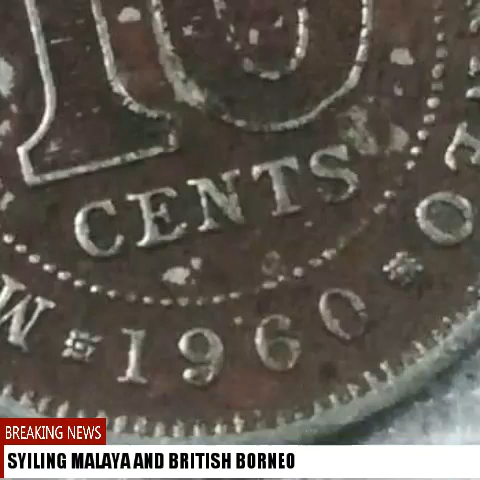 10
CENTS
1960
BREAKING NEWS
SYILING MALAYA AND BRITISH BORNEO